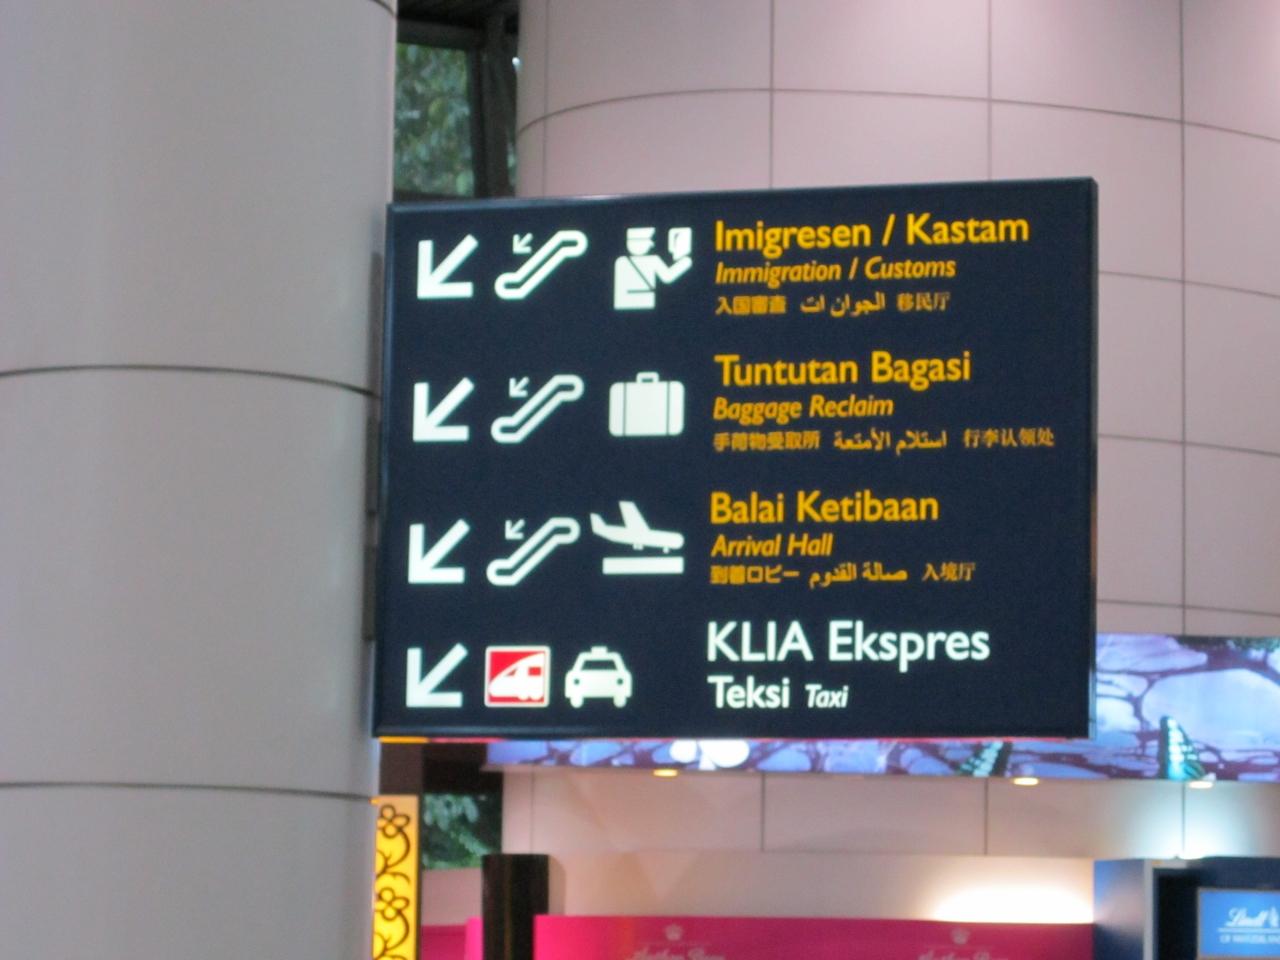 Imigresen / Kastam
Immigration / Customs
入国審査 الجوازات 移民厅
Tuntutan Bagasi
Baggage Reclaim
手荷物受取所 استلام الأمتعة 行李认领处
Balai Ketibaan
Arrival Hall
到着ロビー صالة القدوم 入境厅
KLIA Ekspres
Teksi Taxi
Lindt